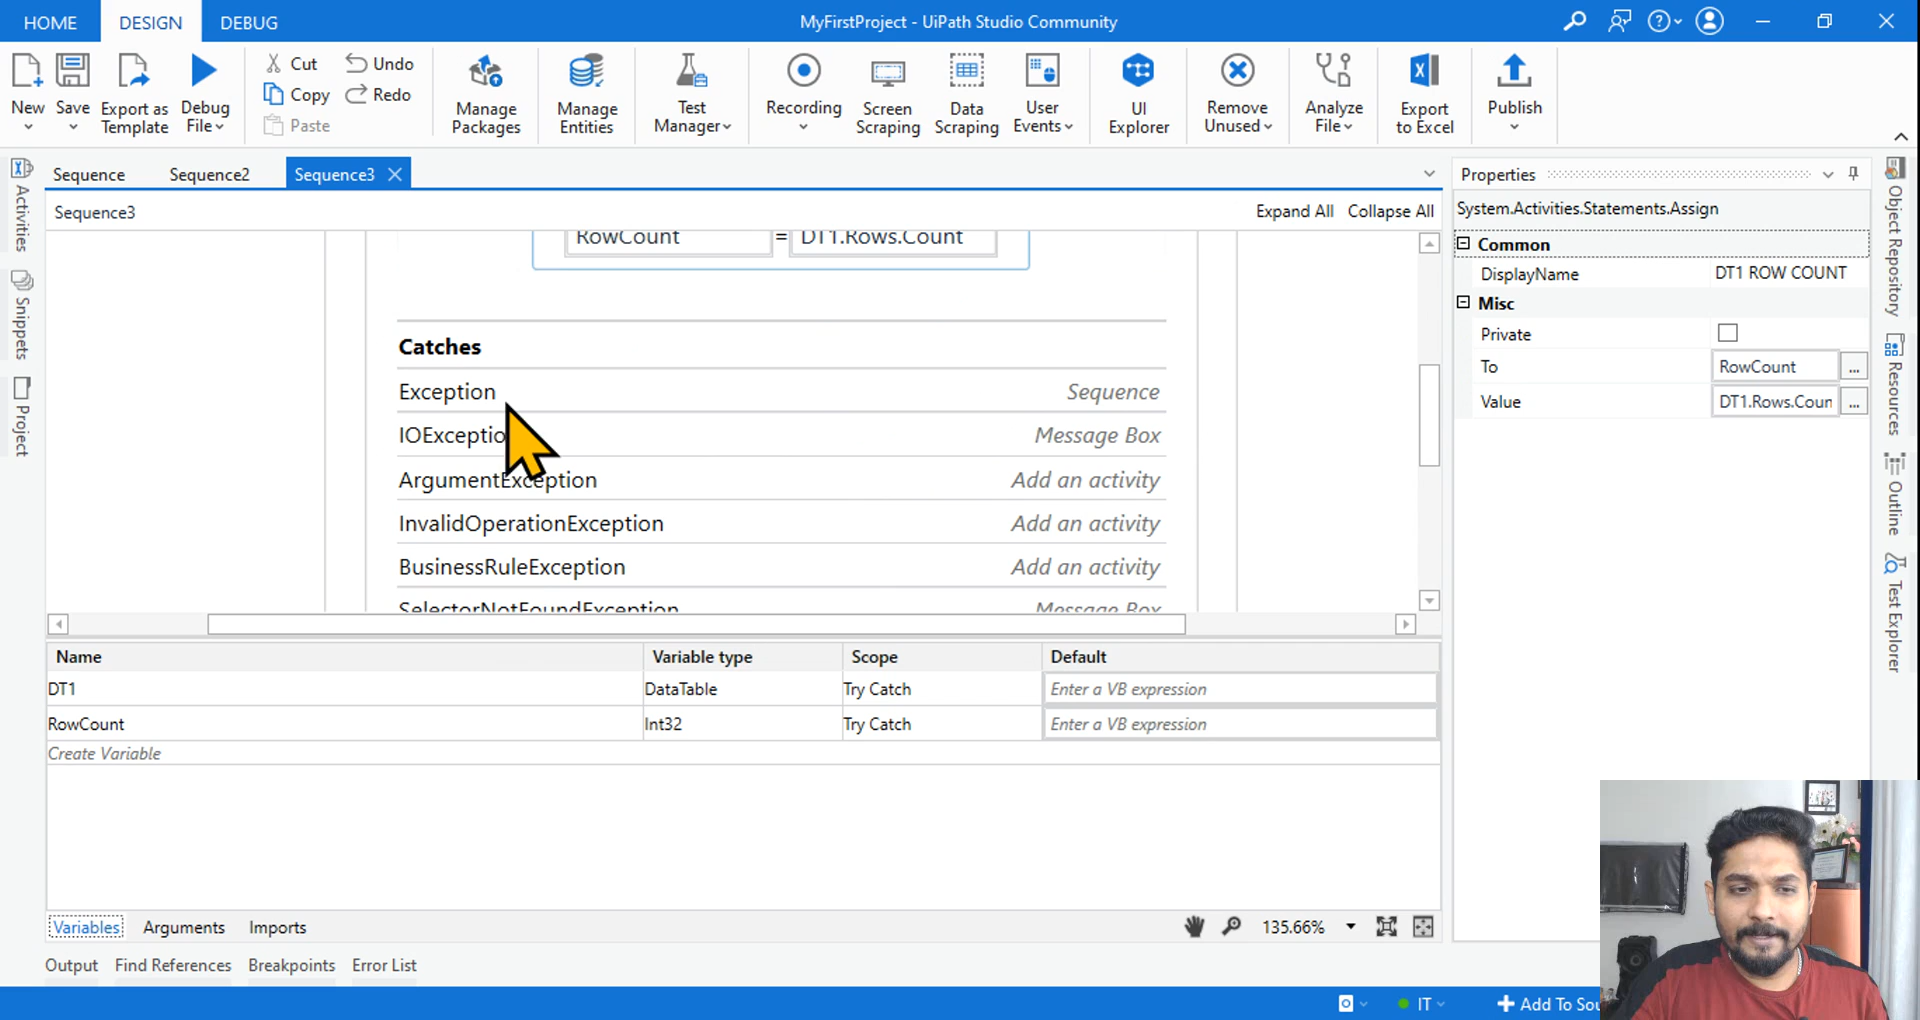 HOME DESIGN DEBUG MyFirstProject - UiPath Studio Community
New
Save
Export as Template
Debug File
Cut
Copy
Paste
Undo
Redo
Manage Packages
Manage Entities
Test Manager
Recording
Screen Scraping
Data Scraping
User Events
UI Explorer
Remove Unused
Analyze File
Export to Excel
Publish
Activities
Snippets
Project
Sequence Sequence2 Sequence3
Sequence3 Expand All Collapse All
RowCount = DT1.Rows.Count
Catches
Exception Sequence
IOExceptio Message Box
ArgumentException Add an activity
InvalidOperationException Add an activity
BusinessRuleException Add an activity
SelectorNotFoundException Message Box
Name Variable type Scope Default
DT1 DataTable Try Catch Enter a VB expression
RowCount Int32 Try Catch Enter a VB expression
Create Variable
Variables Arguments Imports 135.66%
Output Find References Breakpoints Error List
Properties
System.Activities.Statements.Assign
Common
DisplayName DT1 ROW COUNT
Misc
Private
To RowCount ...
Value DT1.Rows.Coun ...
Object Repository
Resources
Outline
Test Explorer
IT Add To Sou